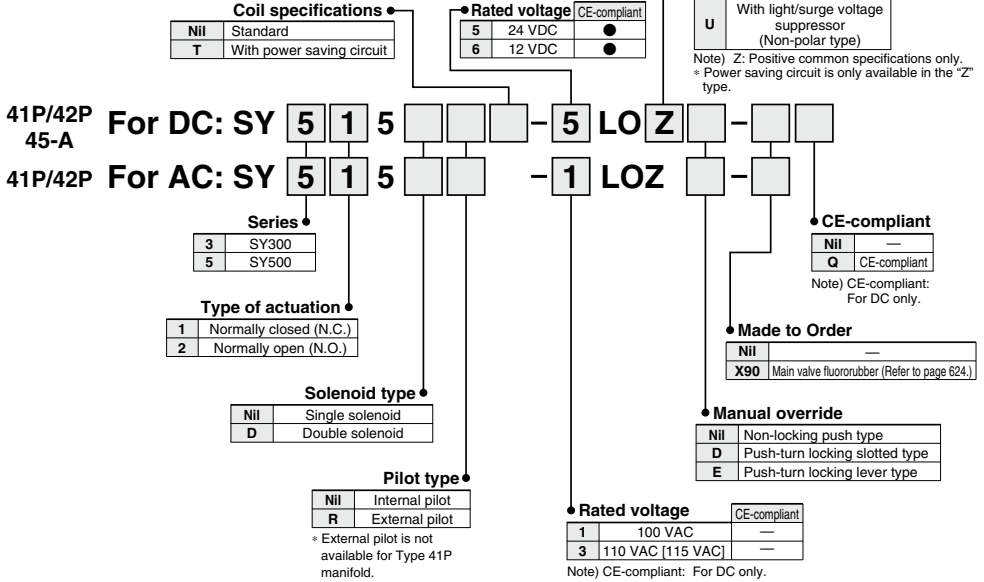 Coil specifications
Nil Standard
T With power saving circuit
Rated voltage CE-compliant
5 24 VDC ●
6 12 VDC ●
U With light/surge voltage suppressor (Non-polar type)
Note) Z: Positive common specifications only.
* Power saving circuit is only available in the “Z” type.
41P/42P
45-A
For DC: SY 5 1 5 – 5 LO Z –
41P/42P For AC: SY 5 1 5 – 1 LOZ –
Series
3 SY300
5 SY500
Type of actuation
1 Normally closed (N.C.)
2 Normally open (N.O.)
Solenoid type
Nil Single solenoid
D Double solenoid
Pilot type
Nil Internal pilot
R External pilot
* External pilot is not
available for Type 41P
manifold.
Rated voltage CE-compliant
1 100 VAC —
3 110 VAC [115 VAC] —
Note) CE-compliant: For DC only.
Manual override
Nil Non-locking push type
D Push-turn locking slotted type
E Push-turn locking lever type
Made to Order
Nil —
X90 Main valve fluororubber (Refer to page 624.)
CE-compliant
Nil —
Q CE-compliant
Note) CE-compliant:
For DC only.